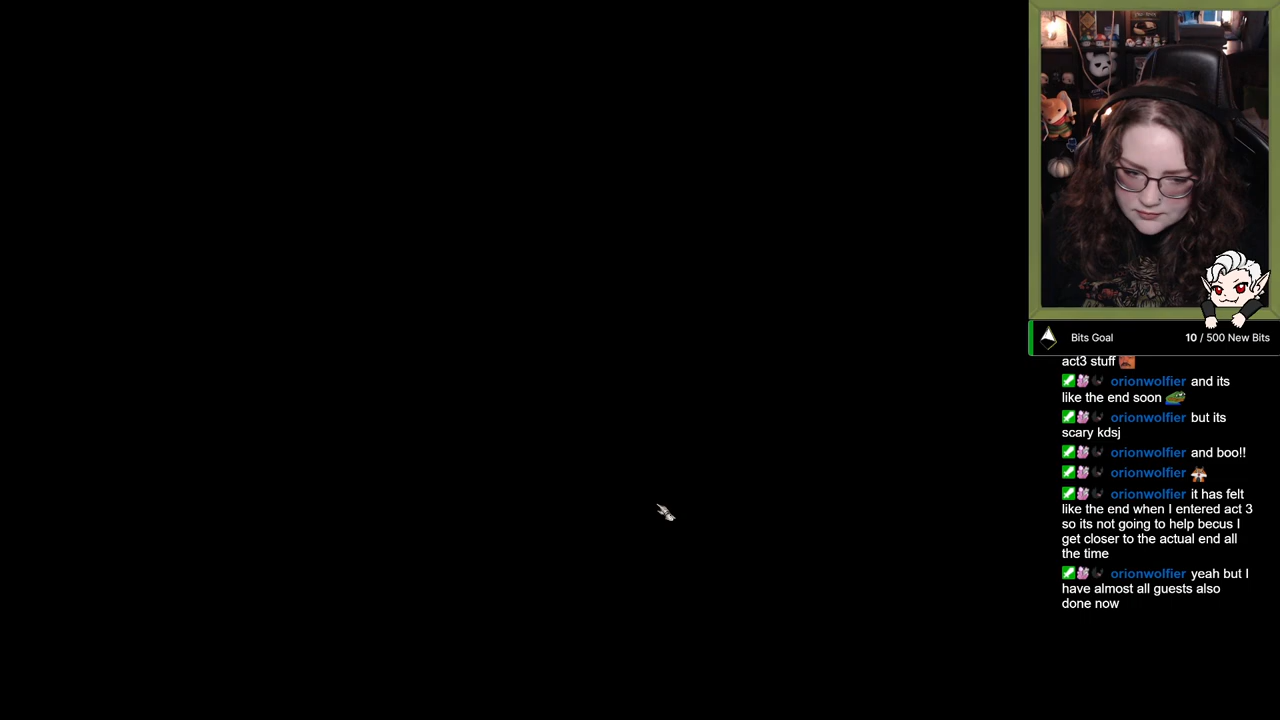 Bits Goal
10 / 500 New Bits
act3 stuff
orionwolfier and its
like the end soon
orionwolfier but its
scary kdsj
orionwolfier and boo!!
orionwolfier
orionwolfier it has felt
like the end when I entered act 3
so its not going to help becus I
get closer to the actual end all
the time
orionwolfier yeah but I
have almost all guests also
done now